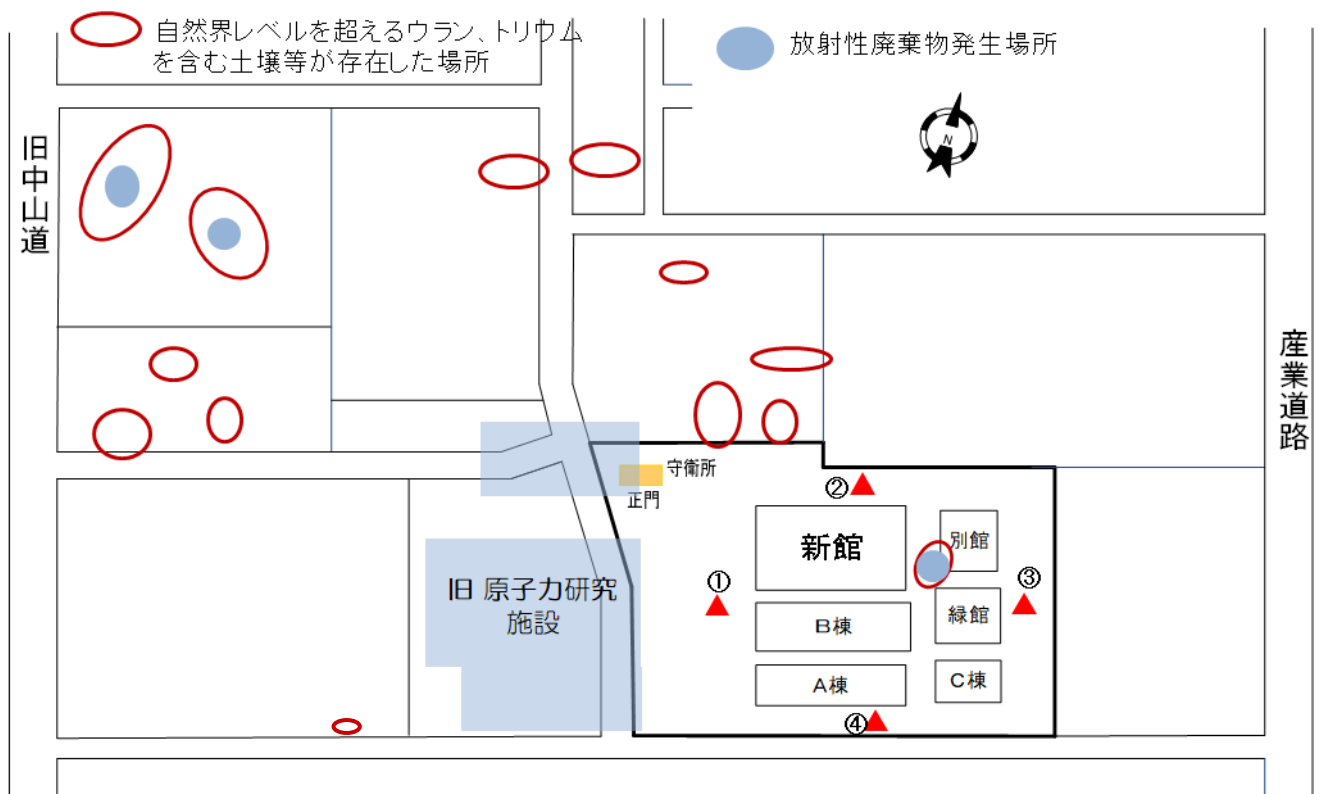 自然界レベルを超えるウラン、トリウム
を含む土壌等が存在した場所
放射性廃棄物発生場所
N
旧中山道
産業道路
守衛所
正門
②
新館
別館
①
③
旧 原子力研究
施設
B棟
緑館
A棟
C棟
④